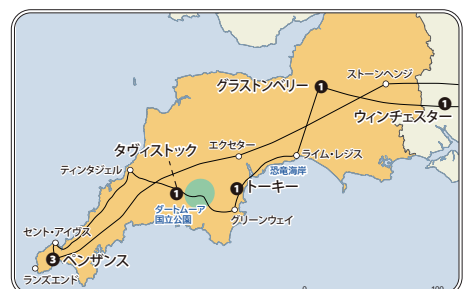 ストーンヘンジ
グラストンベリー
1
1
ウィンチェスター
タヴィストック
エクセター
ライム・レジス
ティンタジェル
恐竜海岸
1
1
トーキー
ダートムーア
国立公園
グリーンウェイ
セント・アイヴス
3
ペンザンス
ランズエンド
0
100